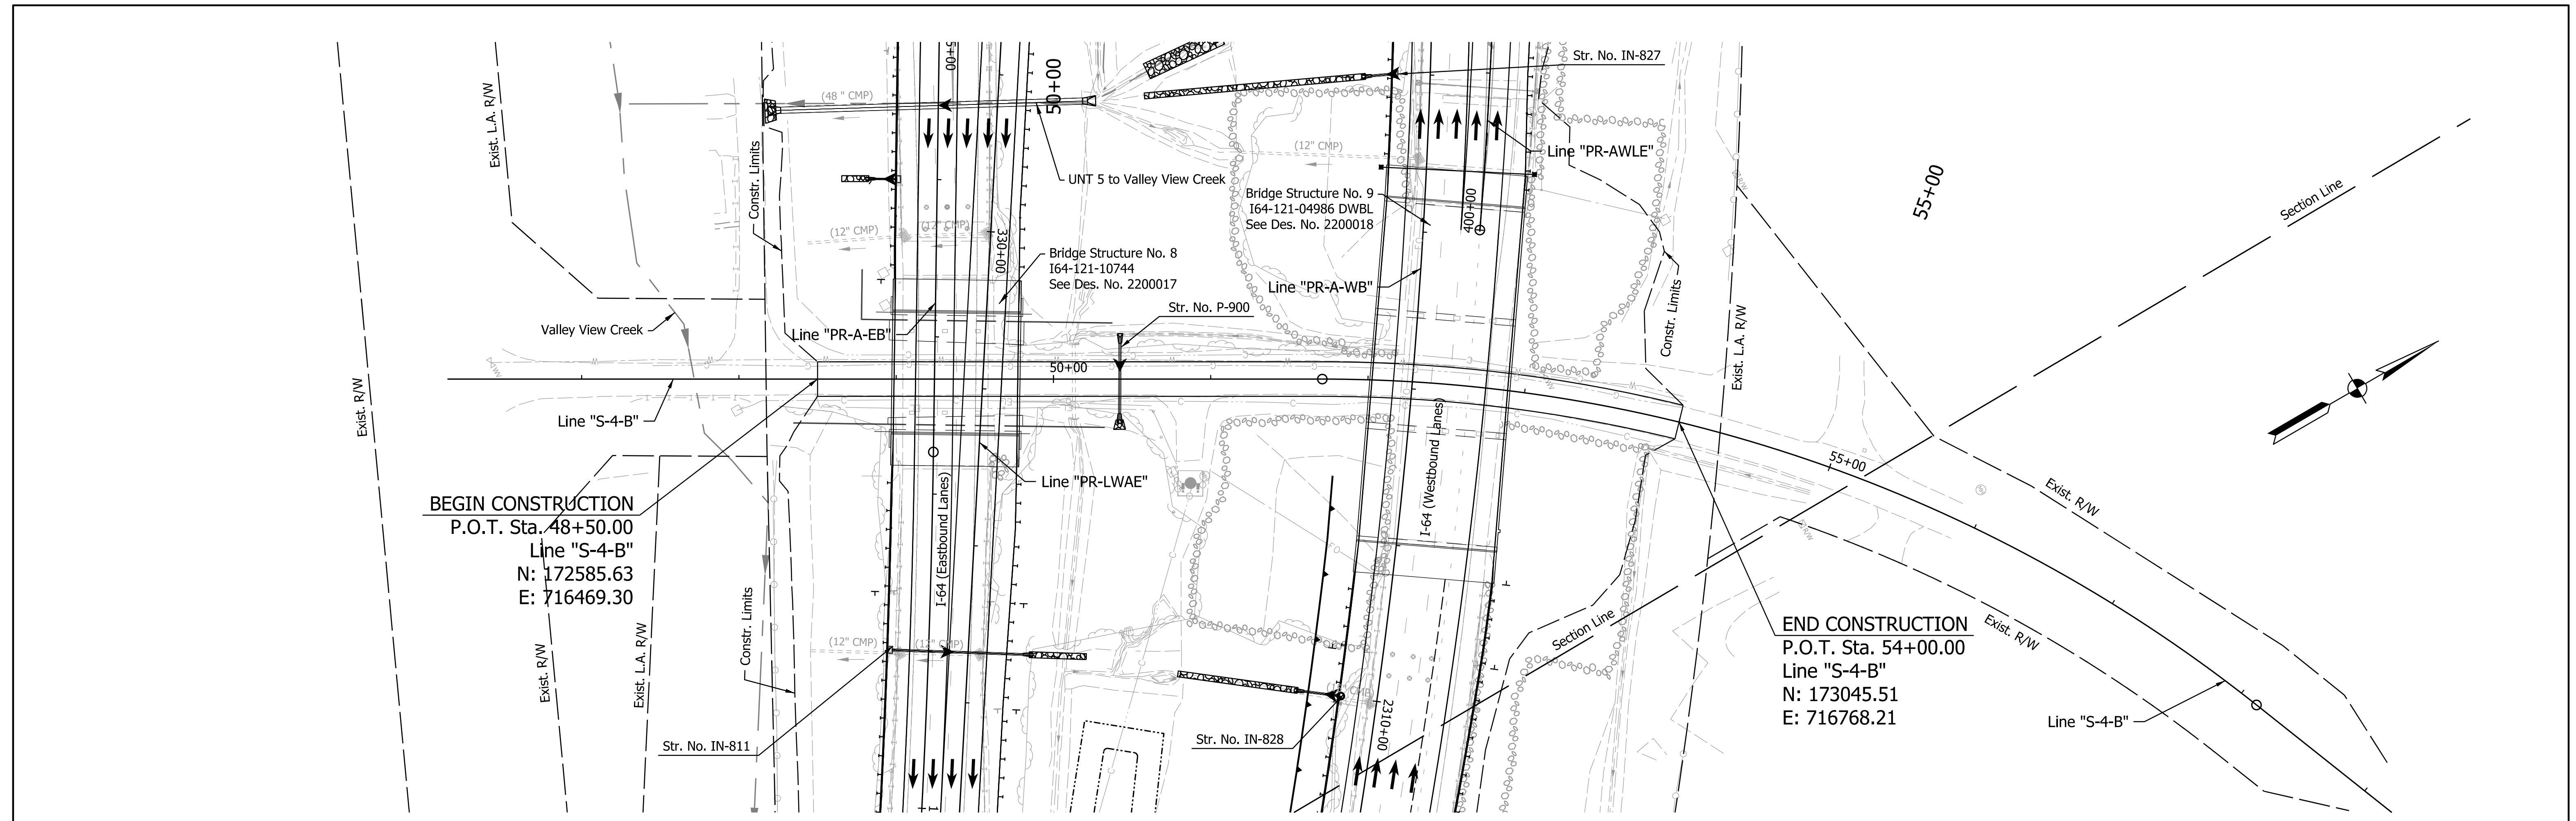 5+00
50+00
Str. No. IN-827
(48 " CMP)
Exist. L.A. R/W
Constr. Limits
UNT 5 to Valley View Creek
(12" CMP)
Line "PR-AWLE"
55+00
Section Line
Bridge Structure No. 9
I64-121-04986 DWBL
See Des. No. 2200018
400+00
(12" CMP)
(12" CMP)
330+00
Bridge Structure No. 8
I64-121-10744
See Des. No. 2200017
Line "PR-A-WB"
Str. No. P-900
Valley View Creek
Line "PR-A-EB"
Constr. Limits
Exist. L.A. R/W
50+00
Exist. R/W
Line "S-4-B"
I-64 (Westbound Lanes)
55+00
Line "PR-LWAE"
I-64 (Eastbound Lanes)
Exist. R/W
BEGIN CONSTRUCTION
P.O.T. Sta. 48+50.00
Line "S-4-B"
N: 172585.63
E: 716469.30
Exist. R/W
Exist. L.A. R/W
Constr. Limits
(12" CMP)
(12" CMP)
Section Line
END CONSTRUCTION
P.O.T. Sta. 54+00.00
Line "S-4-B"
N: 173045.51
E: 716768.21
Exist. R/W
Line "S-4-B"
Str. No. IN-811
Str. No. IN-828
2310+00